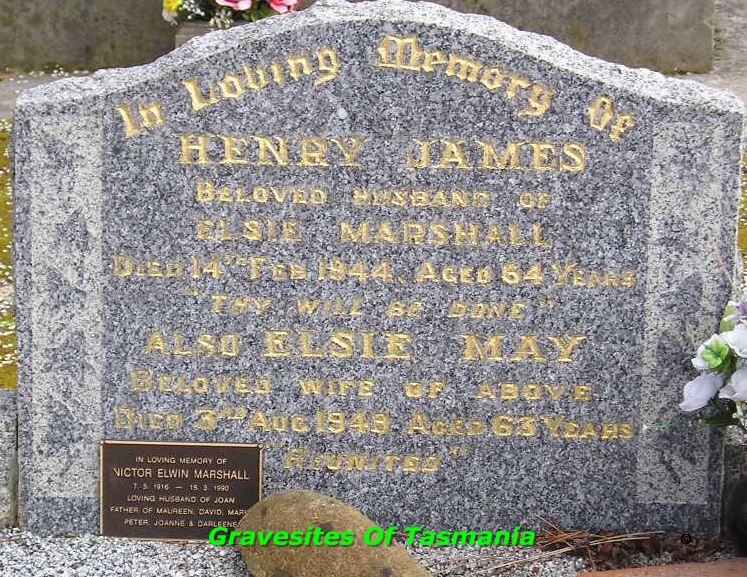 In Loving Memory Of
HENRY JAMES
BELOVED HUSBAND OF
ELSIE MARSHALL
DIED 14TH FEB 1944. AGED 64 YEARS
"THY WILL BE DONE"
ALSO ELSIE MAY
BELOVED WIFE OF ABOVE
DIED 3RD AUG 1949 AGED 63 YEARS
"REUNITED"
IN LOVING MEMORY OF
VICTOR ELWIN MARSHALL
7. 5. 1916 — 15. 3. 1990
LOVING HUSBAND OF JOAN
FATHER OF MAUREEN, DAVID,
PETER, JOANNE & DARLEENE
Gravesites Of Tasmania
©